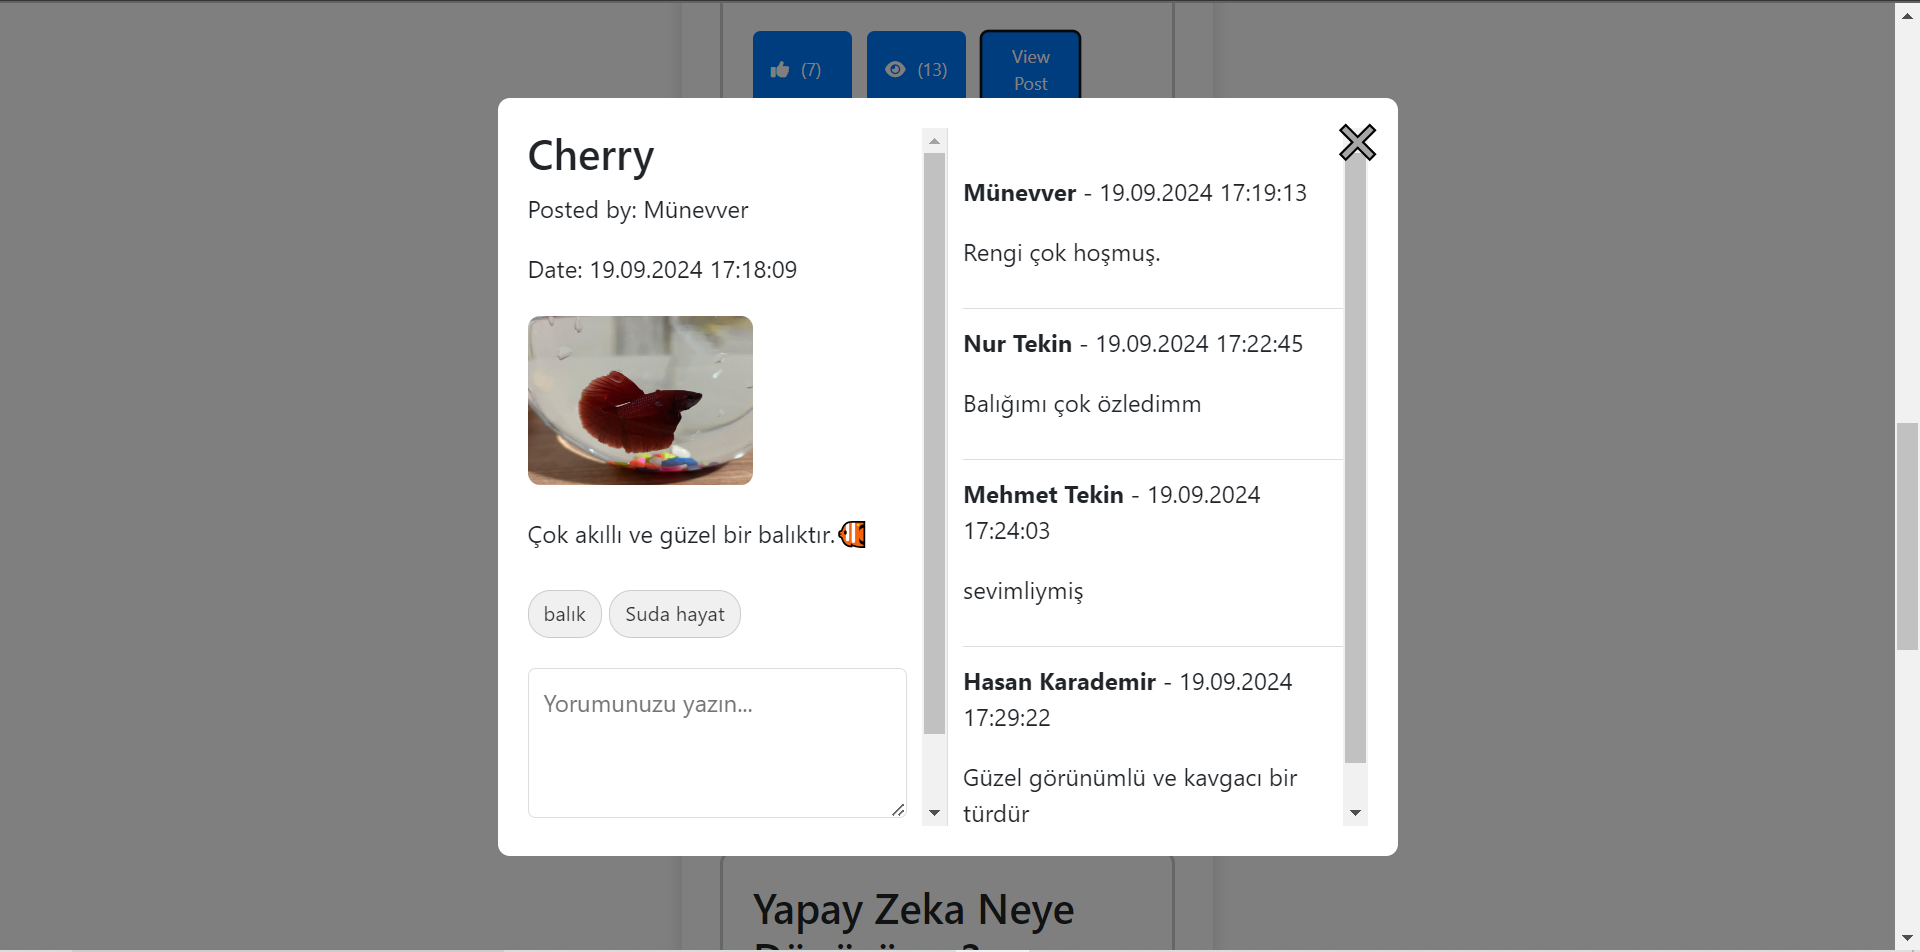 (7)
(13)
View
Post
Cherry
Posted by: Münevver
Date: 19.09.2024 17:18:09
Çok akıllı ve güzel bir balıktır.
balık
Suda hayat
Yorumunuzu yazın...
Münevver - 19.09.2024 17:19:13
Rengi çok hoşmuş.
Nur Tekin - 19.09.2024 17:22:45
Balığımı çok özledimm
Mehmet Tekin - 19.09.2024
17:24:03
sevimliymiş
Hasan Karademir - 19.09.2024
17:29:22
Güzel görünümlü ve kavgacı bir
türdür
Yapay Zeka Neye